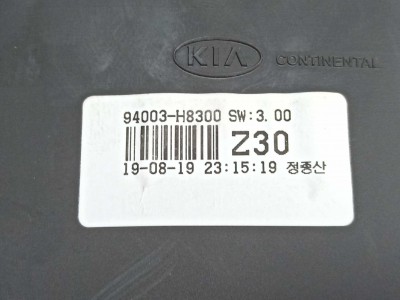 KIA CONTINENTAL
94003-H8300 SW:3.00
Z30
19-08-19 23:15:19 정종산